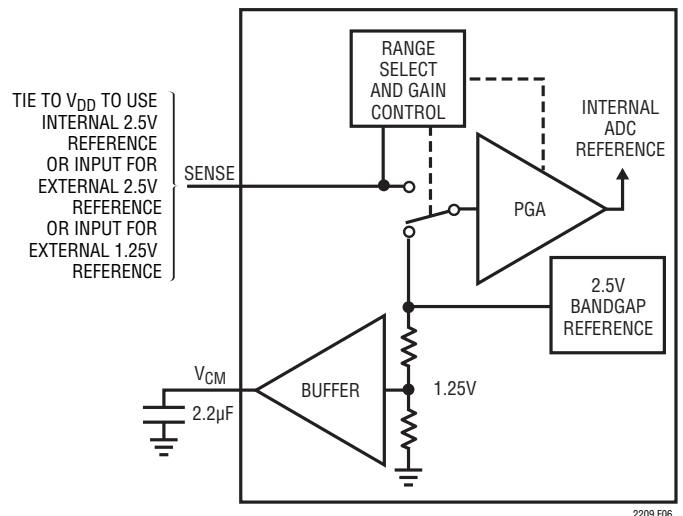 RANGE
SELECT
AND GAIN
CONTROL
TIE TO VDD TO USE
INTERNAL 2.5V
REFERENCE
OR INPUT FOR
EXTERNAL 2.5V
REFERENCE
OR INPUT FOR
EXTERNAL 1.25V
REFERENCE
SENSE
INTERNAL
ADC
REFERENCE
PGA
2.5V
BANDGAP
REFERENCE
VCM
BUFFER
1.25V
2.2µF
2209 F06